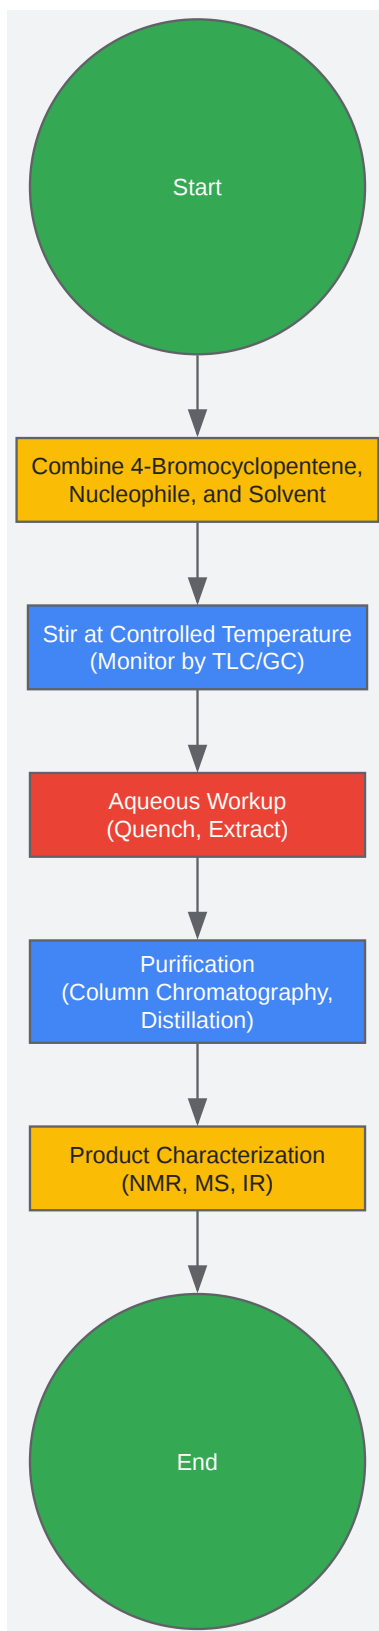 Start
Combine 4-Bromocyclopentene,
Nucleophile, and Solvent
Stir at Controlled Temperature
(Monitor by TLC/GC)
Aqueous Workup
(Quench, Extract)
Purification
(Column Chromatography,
Distillation)
Product Characterization
(NMR, MS, IR)
End